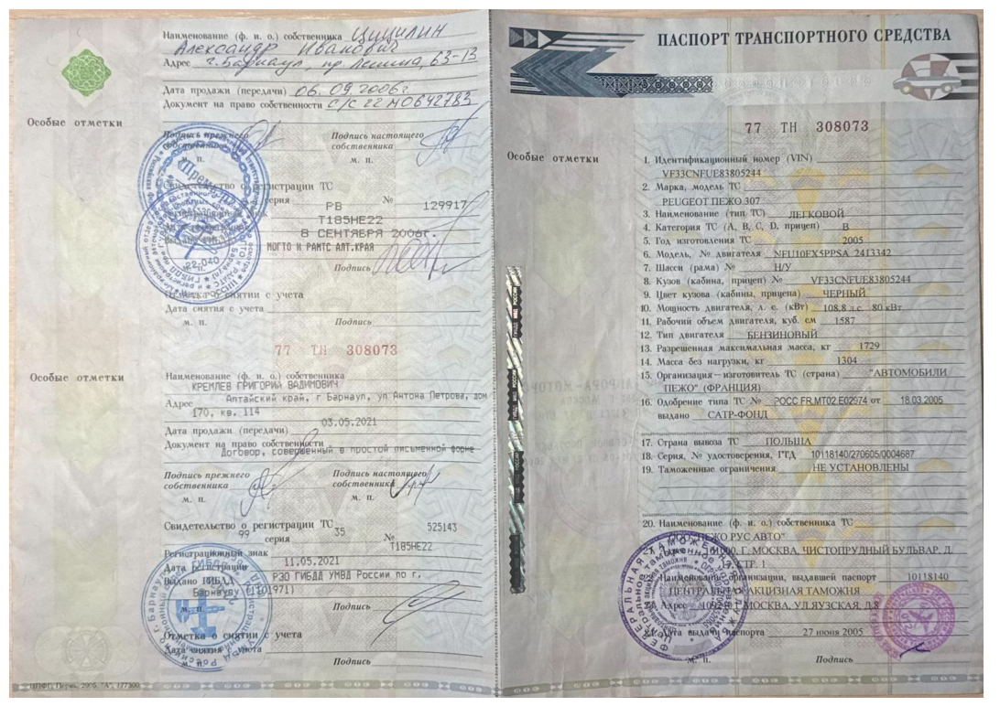 Наименование (ф. и. о.) собственника Цицилин
Александр Иванович
Адрес г. Барнаул, пр Ленина, 63-13
Дата продажи (передачи) 06.09.2006г.
Документ на право собственности С/С 22 МО642783
Особые отметки
Подпись прежнего собственника
Подпись настоящего собственника
м. п.
м. п.
Свидетельство о регистрации ТС
серия РВ № 129917
Т185НЕ22
8 СЕНТЯБРЯ 2006г.
МОГТО И РАМТС АЛТ.КРАЯ
Подпись
Отметка о снятии с учета
Дата снятия с учета
м. п.
Подпись
77 ТН 308073
Особые отметки
Наименование (ф. и. о.) собственника
КРЕМЛЕВ ГРИГОРИЙ ВАДИМОВИЧ
Адрес Алтайский край, г Барнаул, ул Антона Петрова, дом
170, кв. 114
Дата продажи (передачи) 03.05.2021
Документ на право собственности
Договор, совершенный в простой письменной форме
Подпись прежнего собственника
Подпись настоящего собственника
м. п.
м. п.
Свидетельство о регистрации ТС
99 35 серия № 525143
Регистрационный знак Т185НЕ22
Дата регистрации 11.05.2021
Выдано ГИБДД РЭО ГИБДД УМВД России по г.
Барнаулу (1101971)
м. п.
Подпись
Отметка о снятии с учета
Дата снятия с учета
Подпись
ППФГ, Пермь, 2005, "А", 177300.
ПАСПОРТ ТРАНСПОРТНОГО СРЕДСТВА
77 ТН 308073
Особые отметки
1. Идентификационный номер (VIN)
VF33CNFUE83805244
2. Марка, модель ТС
PEUGEOT ПЕЖО 307
3. Наименование (тип ТС) ЛЕГКОВОЙ
4. Категория ТС (A, B, C, D, прицеп) B
5. Год изготовления ТС 2005
6. Модель, № двигателя NFU10FX5PPSA 2413342
7. Шасси (рама) № Н/У
8. Кузов (кабина, прицеп) № VF33CNFUE83805244
9. Цвет кузова (кабины, прицепа) ЧЕРНЫЙ
10. Мощность двигателя, л. с. (кВт) 108,8 л.с. 80 кВт
11. Рабочий объем двигателя, куб. см 1587
12. Тип двигателя БЕНЗИНОВЫЙ
13. Разрешенная максимальная масса, кг 1729
14. Масса без нагрузки, кг 1304
15. Организация—изготовитель ТС (страна) "АВТОМОБИЛИ
ПЕЖО" (ФРАНЦИЯ)
16. Одобрение типа ТС № РОСС FR.MT02.E02974 от 18.03.2005
выдано САТР-ФОНД
17. Страна вывоза ТС ПОЛЬША
18. Серия, № удостоверения, ГТД 10118140/270605/0004687
19. Таможенные ограничения НЕ УСТАНОВЛЕНЫ
20. Наименование (ф. и. о.) собственника ТС
ООО "ПЕЖО РУС АВТО"
21. Адрес 101000, Г. МОСКВА, ЧИСТОПРУДНЫЙ БУЛЬВАР, Д.
СТР. 1
22. Наименование организации, выдавшей паспорт 10118140
ЦЕНТРАЛЬНАЯ АКЦИЗНАЯ ТАМОЖНЯ
23. Адрес 109240, Г. МОСКВА, УЛ.ЯУЗСКАЯ, Д.8
24. Дата выдачи паспорта 27 июня 2005
м. п.
Подпись